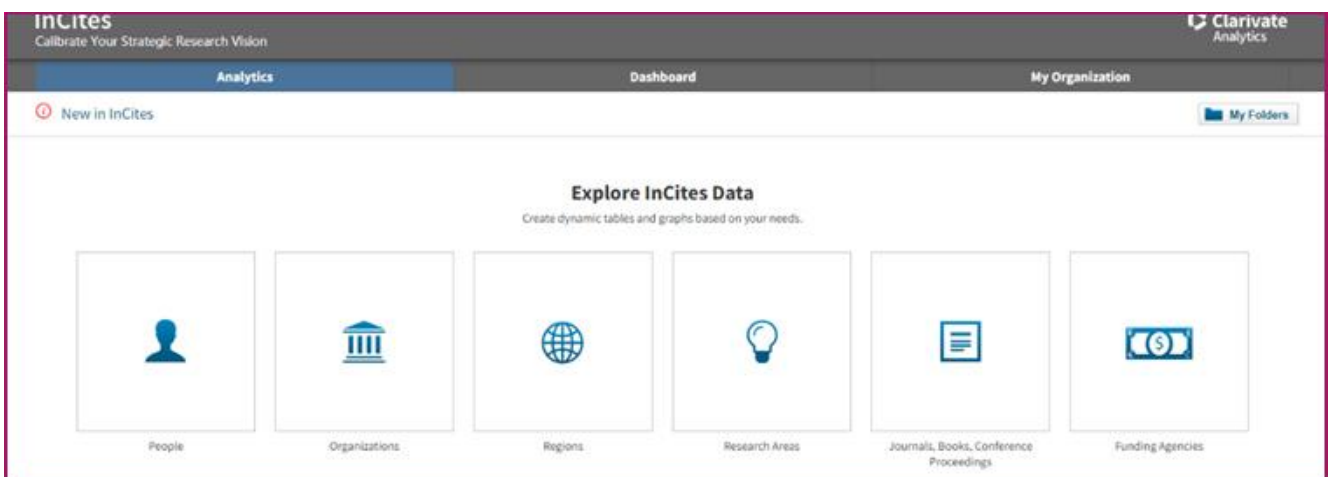 InCites
Clarivate
Analytics
Calibrate Your Strategic Research Vision
Analytics
Dashboard
My Organization
New in InCites
My Folders
Explore InCites Data
Create dynamic tables and graphs based on your needs.
$
People
Organizations
Regions
Research Areas
Journals, Books, Conference
Proceedings
Funding Agencies